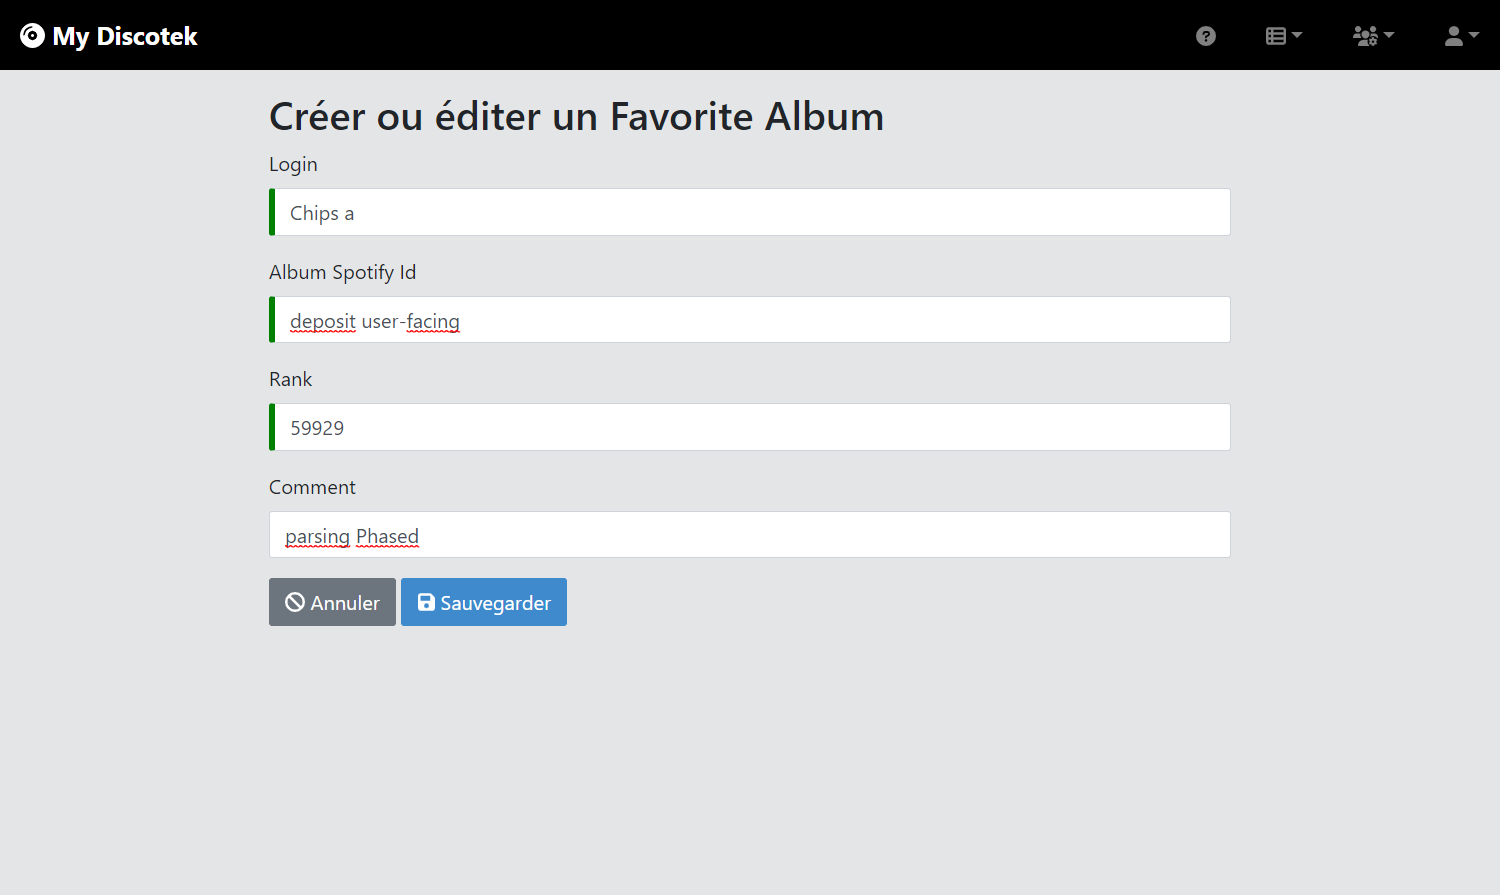 My Discotek
Créer ou éditer un Favorite Album
Login
Chips a
Album Spotify Id
deposit user-facing
Rank
59929
Comment
parsing Phased
Annuler Sauvegarder